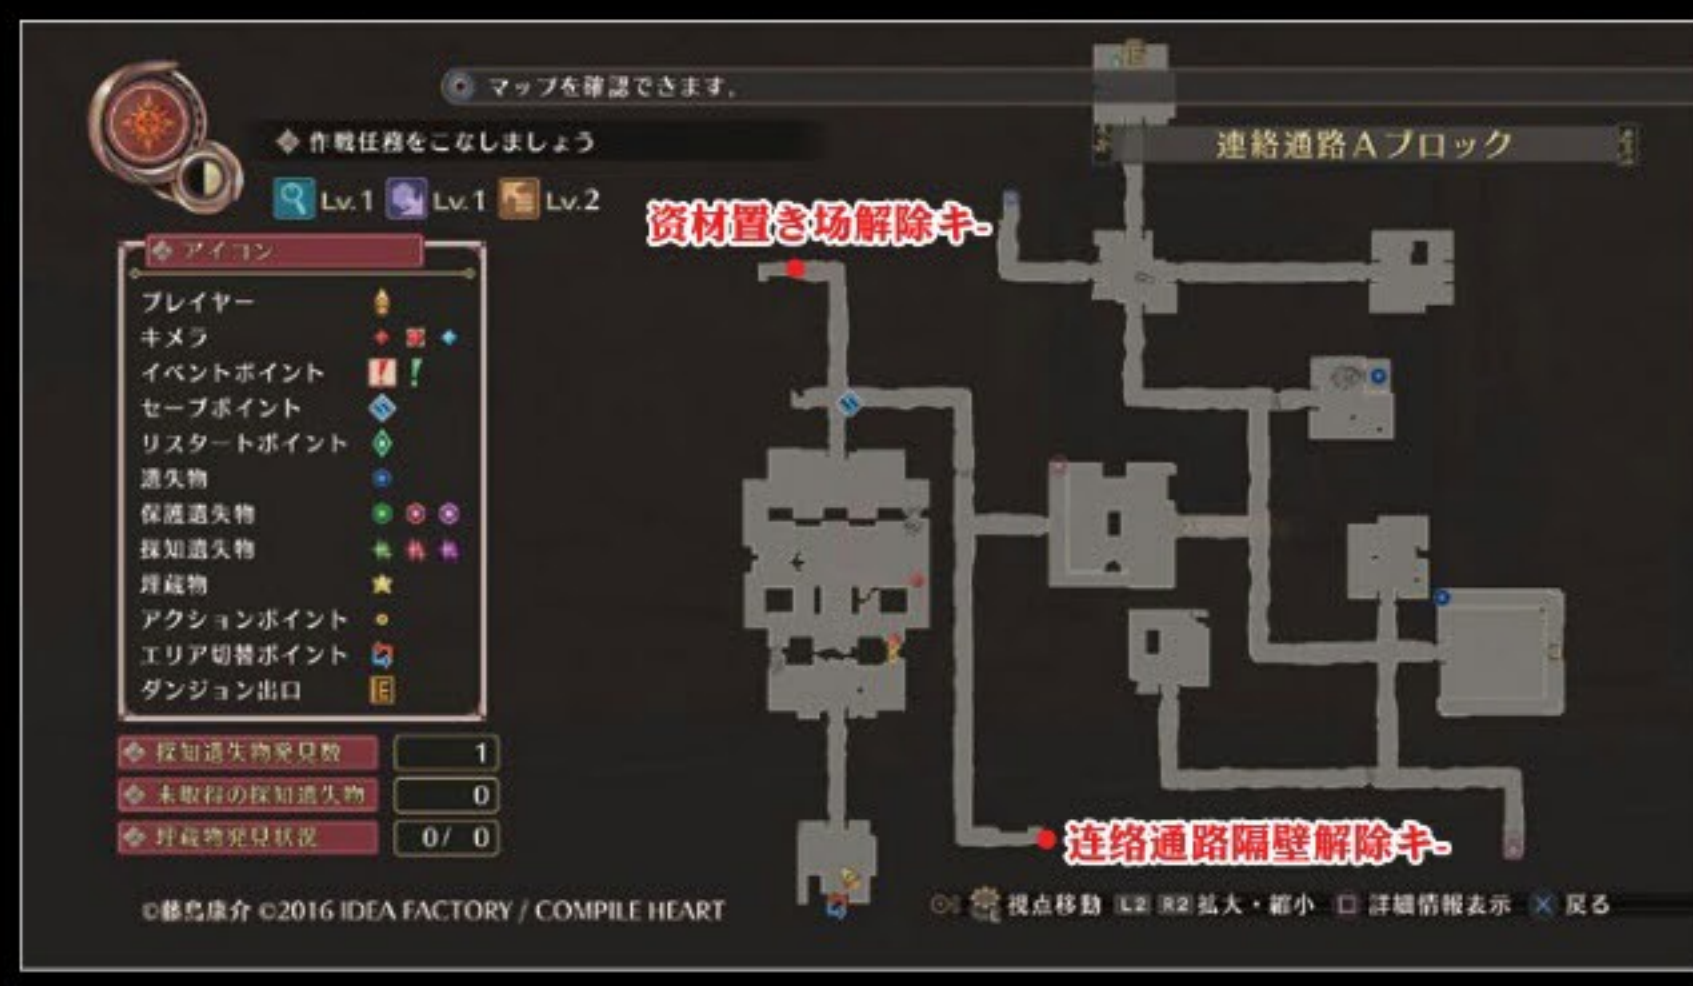 マップを確認できます。
作戦任務をこなしましょう
連絡通路Aブロック
Lv.1 Lv.1 Lv.2
资材置き场解除キ-
アイコン
プレイヤー
キメラ
イベントポイント
セーブポイント
リスタートポイント
遺失物
保護遺失物
探知遺失物
埋蔵物
アクションポイント
エリア切替ポイント
ダンジョン出口 E
探知遺失物発見数 1
未取得の探知遺失物 0
埋蔵物発見状況 0/ 0
连络通路隔壁解除キ-
©藤島康介 ©2016 IDEA FACTORY / COMPILE HEART
視点移動 L2 R2 拡大・縮小 詳細情報表示 戻る